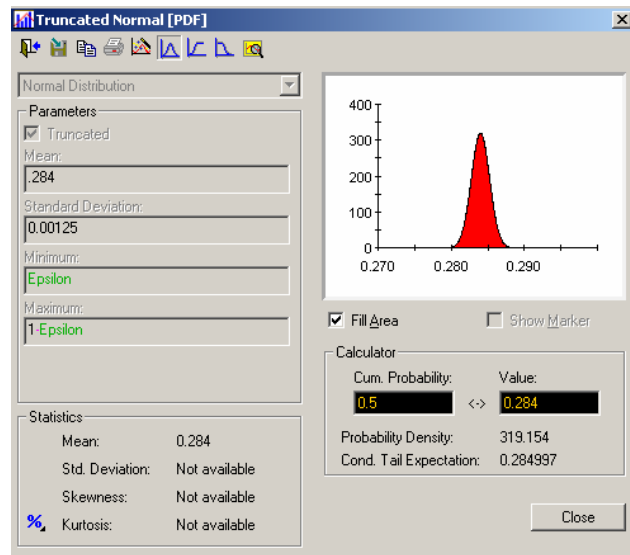 Truncated Normal [PDF]
Normal Distribution
Parameters
Truncated
Mean:
.284
Standard Deviation:
0.00125
Minimum:
Epsilon
Maximum:
1-Epsilon
Statistics
Mean: 0.284
Std. Deviation: Not available
Skewness: Not available
% Kurtosis: Not available
400
300
200
100
0
0.270 0.280 0.290
Fill Area Show Marker
Calculator
Cum. Probability: Value:
0.5 <-> 0.284
Probability Density: 319.154
Cond. Tail Expectation: 0.284997
Close